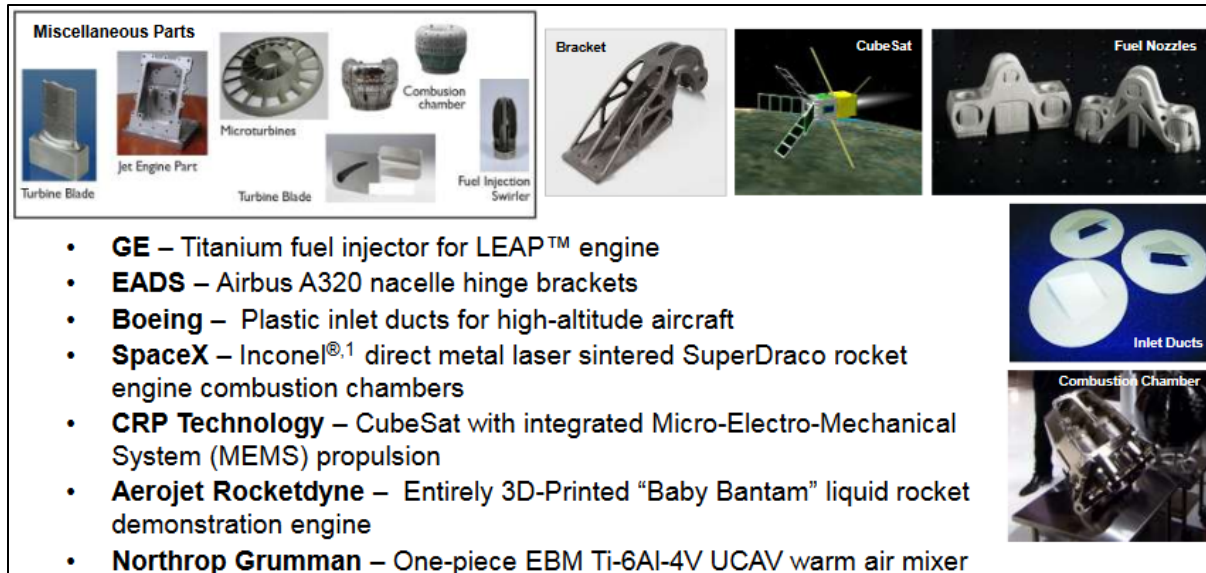 Miscellaneous Parts
Turbine Blade
Jet Engine Part
Microturbines
Combusion
chamber
Turbine Blade
Fuel Injection
Swirler
Bracket
CubeSat
Fuel Nozzles
• GE – Titanium fuel injector for LEAP™ engine
• EADS – Airbus A320 nacelle hinge brackets
• Boeing – Plastic inlet ducts for high-altitude aircraft
• SpaceX – Inconel®,1 direct metal laser sintered SuperDraco rocket
engine combustion chambers
• CRP Technology – CubeSat with integrated Micro-Electro-Mechanical
System (MEMS) propulsion
• Aerojet Rocketdyne – Entirely 3D-Printed “Baby Bantam” liquid rocket
demonstration engine
• Northrop Grumman – One-piece EBM Ti-6Al-4V UCAV warm air mixer
Inlet Ducts
Combustion Chamber